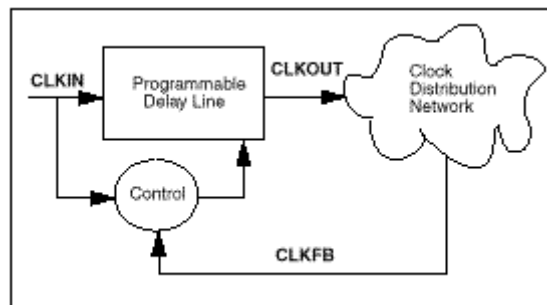 CLKIN
Programmable
Delay Line
CLKOUT
Clock
Distribution
Network
Control
CLKFB